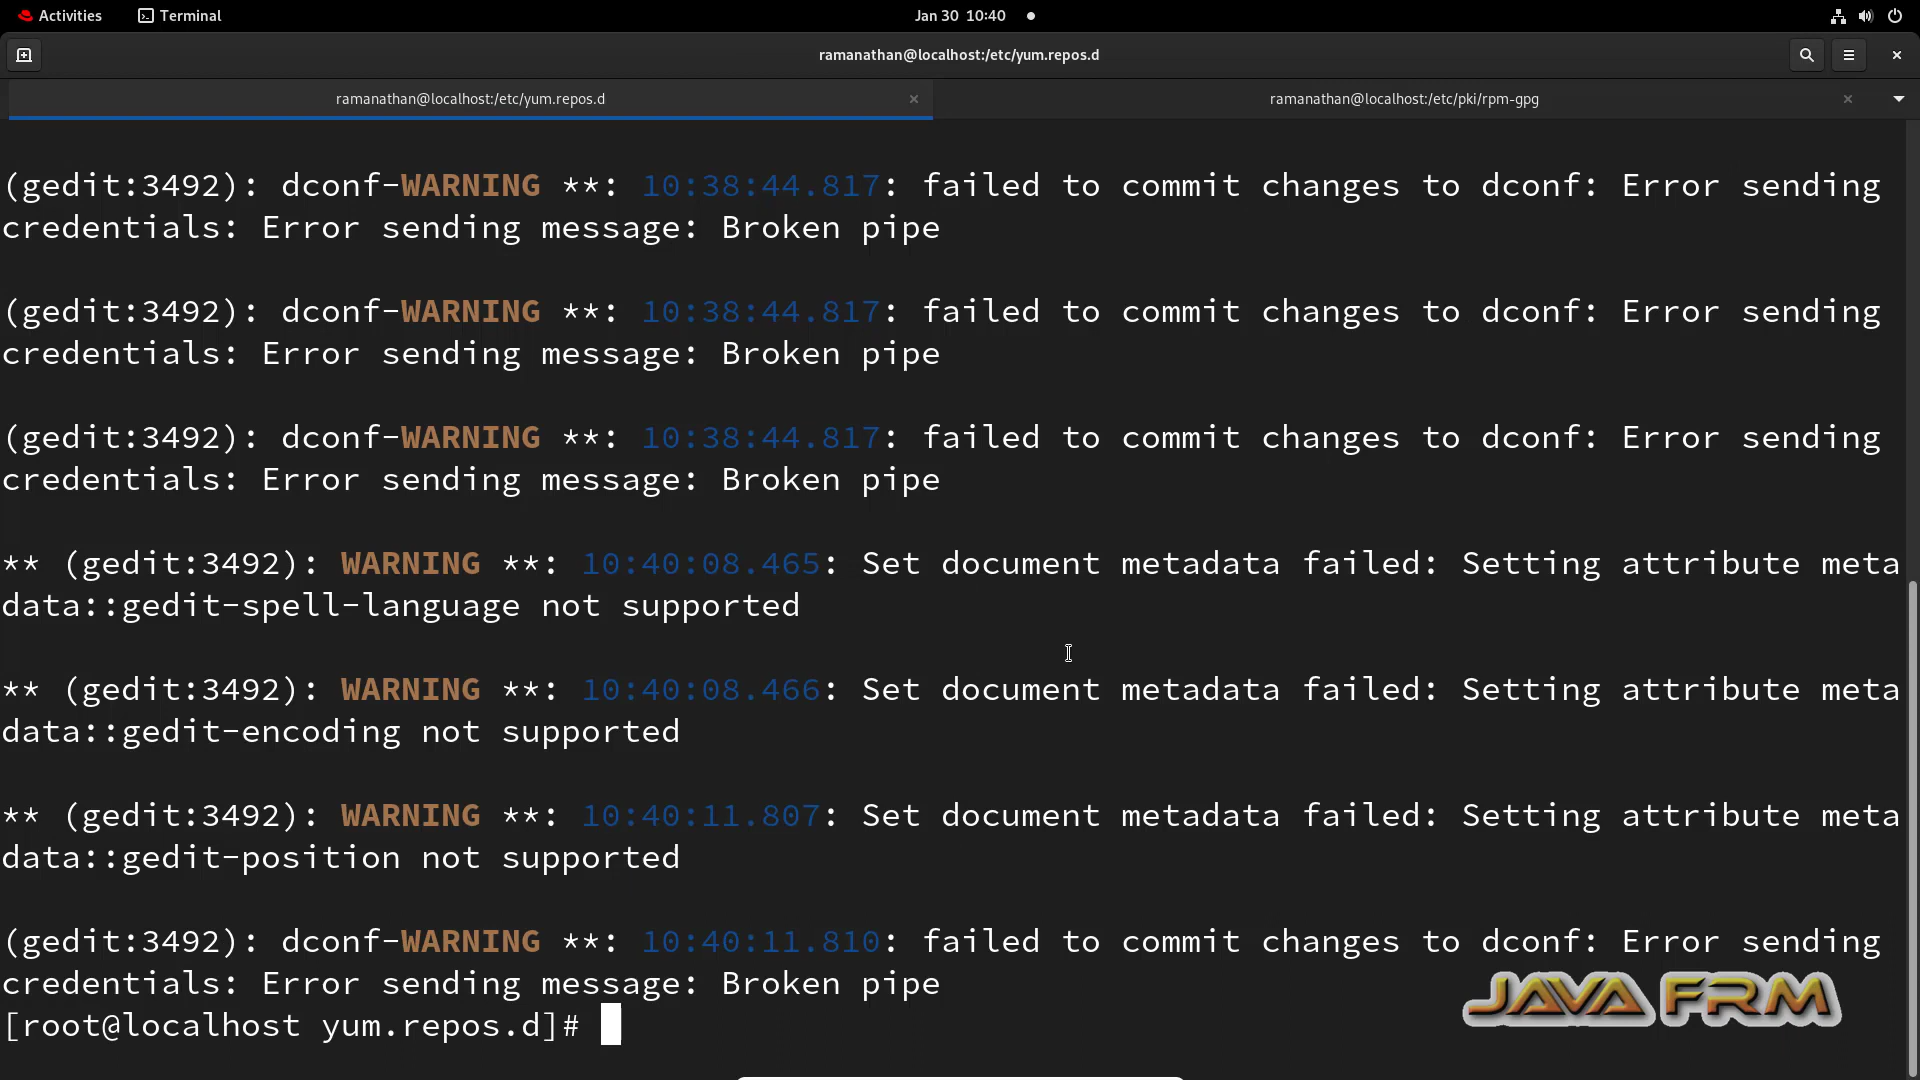 Activities Terminal Jan 30 10:40
ramanathan@localhost:/etc/yum.repos.d
ramanathan@localhost:/etc/yum.repos.d ramanathan@localhost:/etc/pki/rpm-gpg
(gedit:3492): dconf-WARNING **: 10:38:44.817: failed to commit changes to dconf: Error sending
credentials: Error sending message: Broken pipe
(gedit:3492): dconf-WARNING **: 10:38:44.817: failed to commit changes to dconf: Error sending
credentials: Error sending message: Broken pipe
(gedit:3492): dconf-WARNING **: 10:38:44.817: failed to commit changes to dconf: Error sending
credentials: Error sending message: Broken pipe
** (gedit:3492): WARNING **: 10:40:08.465: Set document metadata failed: Setting attribute meta
data::gedit-spell-language not supported
** (gedit:3492): WARNING **: 10:40:08.466: Set document metadata failed: Setting attribute meta
data::gedit-encoding not supported
** (gedit:3492): WARNING **: 10:40:11.807: Set document metadata failed: Setting attribute meta
data::gedit-position not supported
(gedit:3492): dconf-WARNING **: 10:40:11.810: failed to commit changes to dconf: Error sending
credentials: Error sending message: Broken pipe
[root@localhost yum.repos.d]#
JAVA FRM